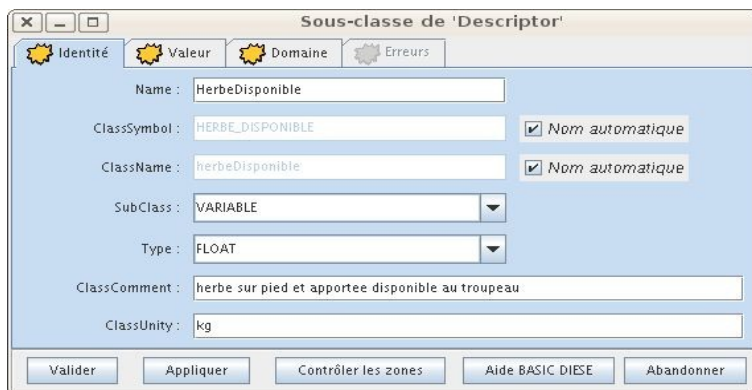 Sous-classe de 'Descriptor'
Identité Valeur Domaine Erreurs
Name : HerbeDisponible
ClassSymbol : HERBE_DISPONIBLE Nom automatique
ClassName : herbeDisponible Nom automatique
SubClass : VARIABLE
Type : FLOAT
ClassComment : herbe sur pied et apportee disponible au troupeau
ClassUnity : kg
Valider Appliquer Contrôler les zones Aide BASIC DIESE Abandonner